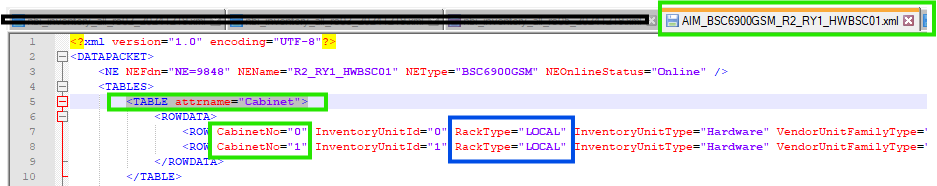 AIM_BSC6900GSM_R2_RY1_HWBSC01.xml
1 <?xml version="1.0" encoding="UTF-8"?>
2 <DATAPACKET>
3 <NE NEFdn="NE=9848" NEName="R2_RY1_HWBSC01" NEType="BSC6900GSM" NEOnlineStatus="Online" />
4 <TABLES>
5 <TABLE attrname="Cabinet">
6 <ROWDATA>
7 <ROW CabinetNo="0" InventoryUnitId="0" RackType="LOCAL" InventoryUnitType="Hardware" VendorUnitFamilyType="
8 <ROW CabinetNo="1" InventoryUnitId="1" RackType="LOCAL" InventoryUnitType="Hardware" VendorUnitFamilyType="
9 </ROWDATA>
10 </TABLE>